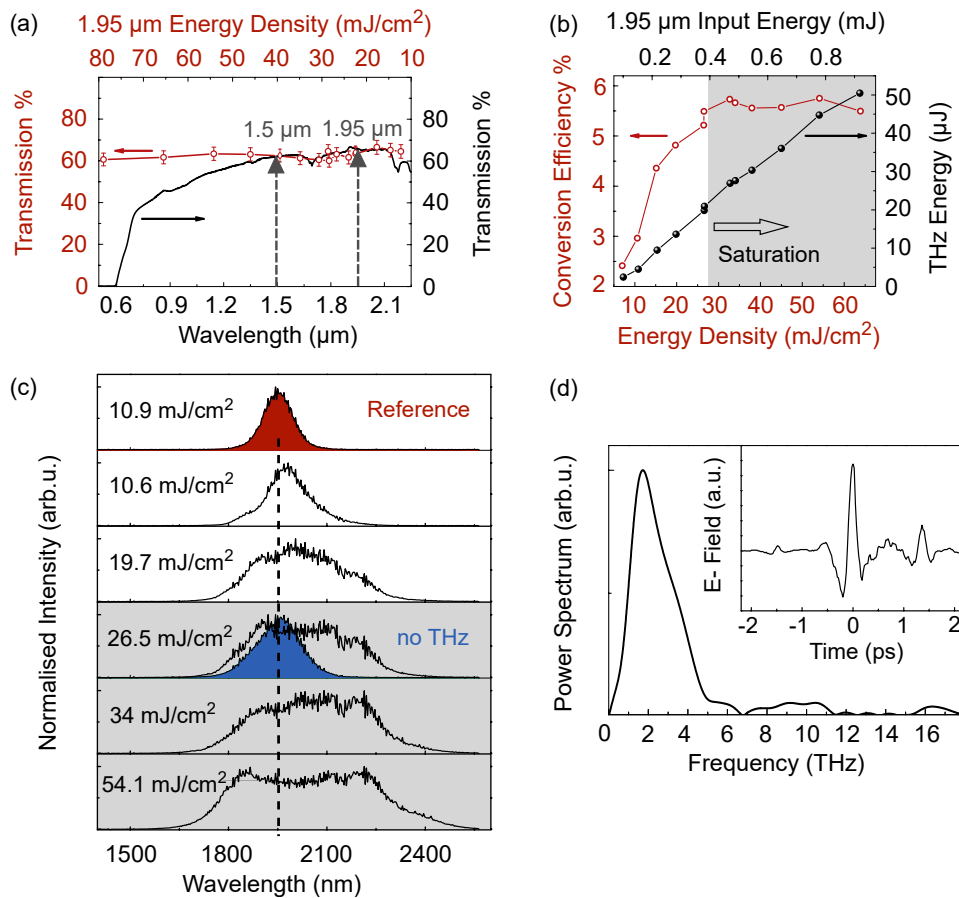 (a)
1.95 µm Energy Density (mJ/cm²)
80 70 60 50 40 30 20 10
Transmission %
80
60
40
20
0
1.5 µm
1.95 µm
80
60
40
20
0
Transmission %
0.6 0.9 1.2 1.5 1.8 2.1
Wavelength (µm)
(b)
1.95 µm Input Energy (mJ)
0.2 0.4 0.6 0.8
Conversion Efficiency %
6
5
4
3
2
Saturation
50
40
30
20
10
0
THz Energy (µJ)
10 20 30 40 50 60
Energy Density (mJ/cm²)
(c)
Normalised Intensity (arb.u.)
10.9 mJ/cm²
Reference
10.6 mJ/cm²
19.7 mJ/cm²
26.5 mJ/cm²
no THz
34 mJ/cm²
54.1 mJ/cm²
1500 1800 2100 2400
Wavelength (nm)
(d)
Power Spectrum (arb.u.)
E- Field (a.u.)
-2 -1 0 1 2
Time (ps)
0 2 4 6 8 10 12 14 16
Frequency (THz)